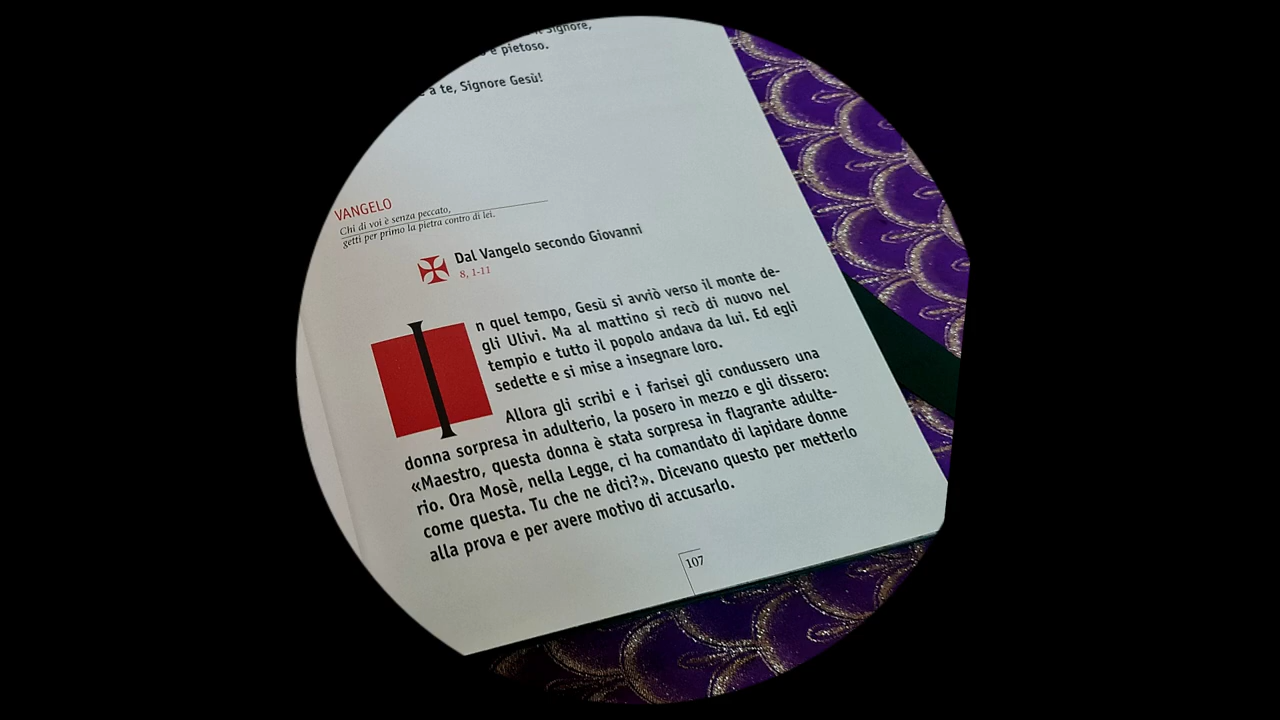 Signore,
è pietoso.
a te, Signore Gesù!
VANGELO
Chi di voi è senza peccato,
getti per primo la pietra contro di lei.
Dal Vangelo secondo Giovanni
8, 1-11
In quel tempo, Gesù si avviò verso il monte de-
gli Ulivi. Ma al mattino si recò di nuovo nel
tempio e tutto il popolo andava da lui. Ed egli
sedette e si mise a insegnare loro.
Allora gli scribi e i farisei gli condussero una
donna sorpresa in adulterio, la posero in mezzo e gli dissero:
«Maestro, questa donna è stata sorpresa in flagrante adulte-
rio. Ora Mosè, nella Legge, ci ha comandato di lapidare donne
come questa. Tu che ne dici?». Dicevano questo per metterlo
alla prova e per avere motivo di accusarlo.
107